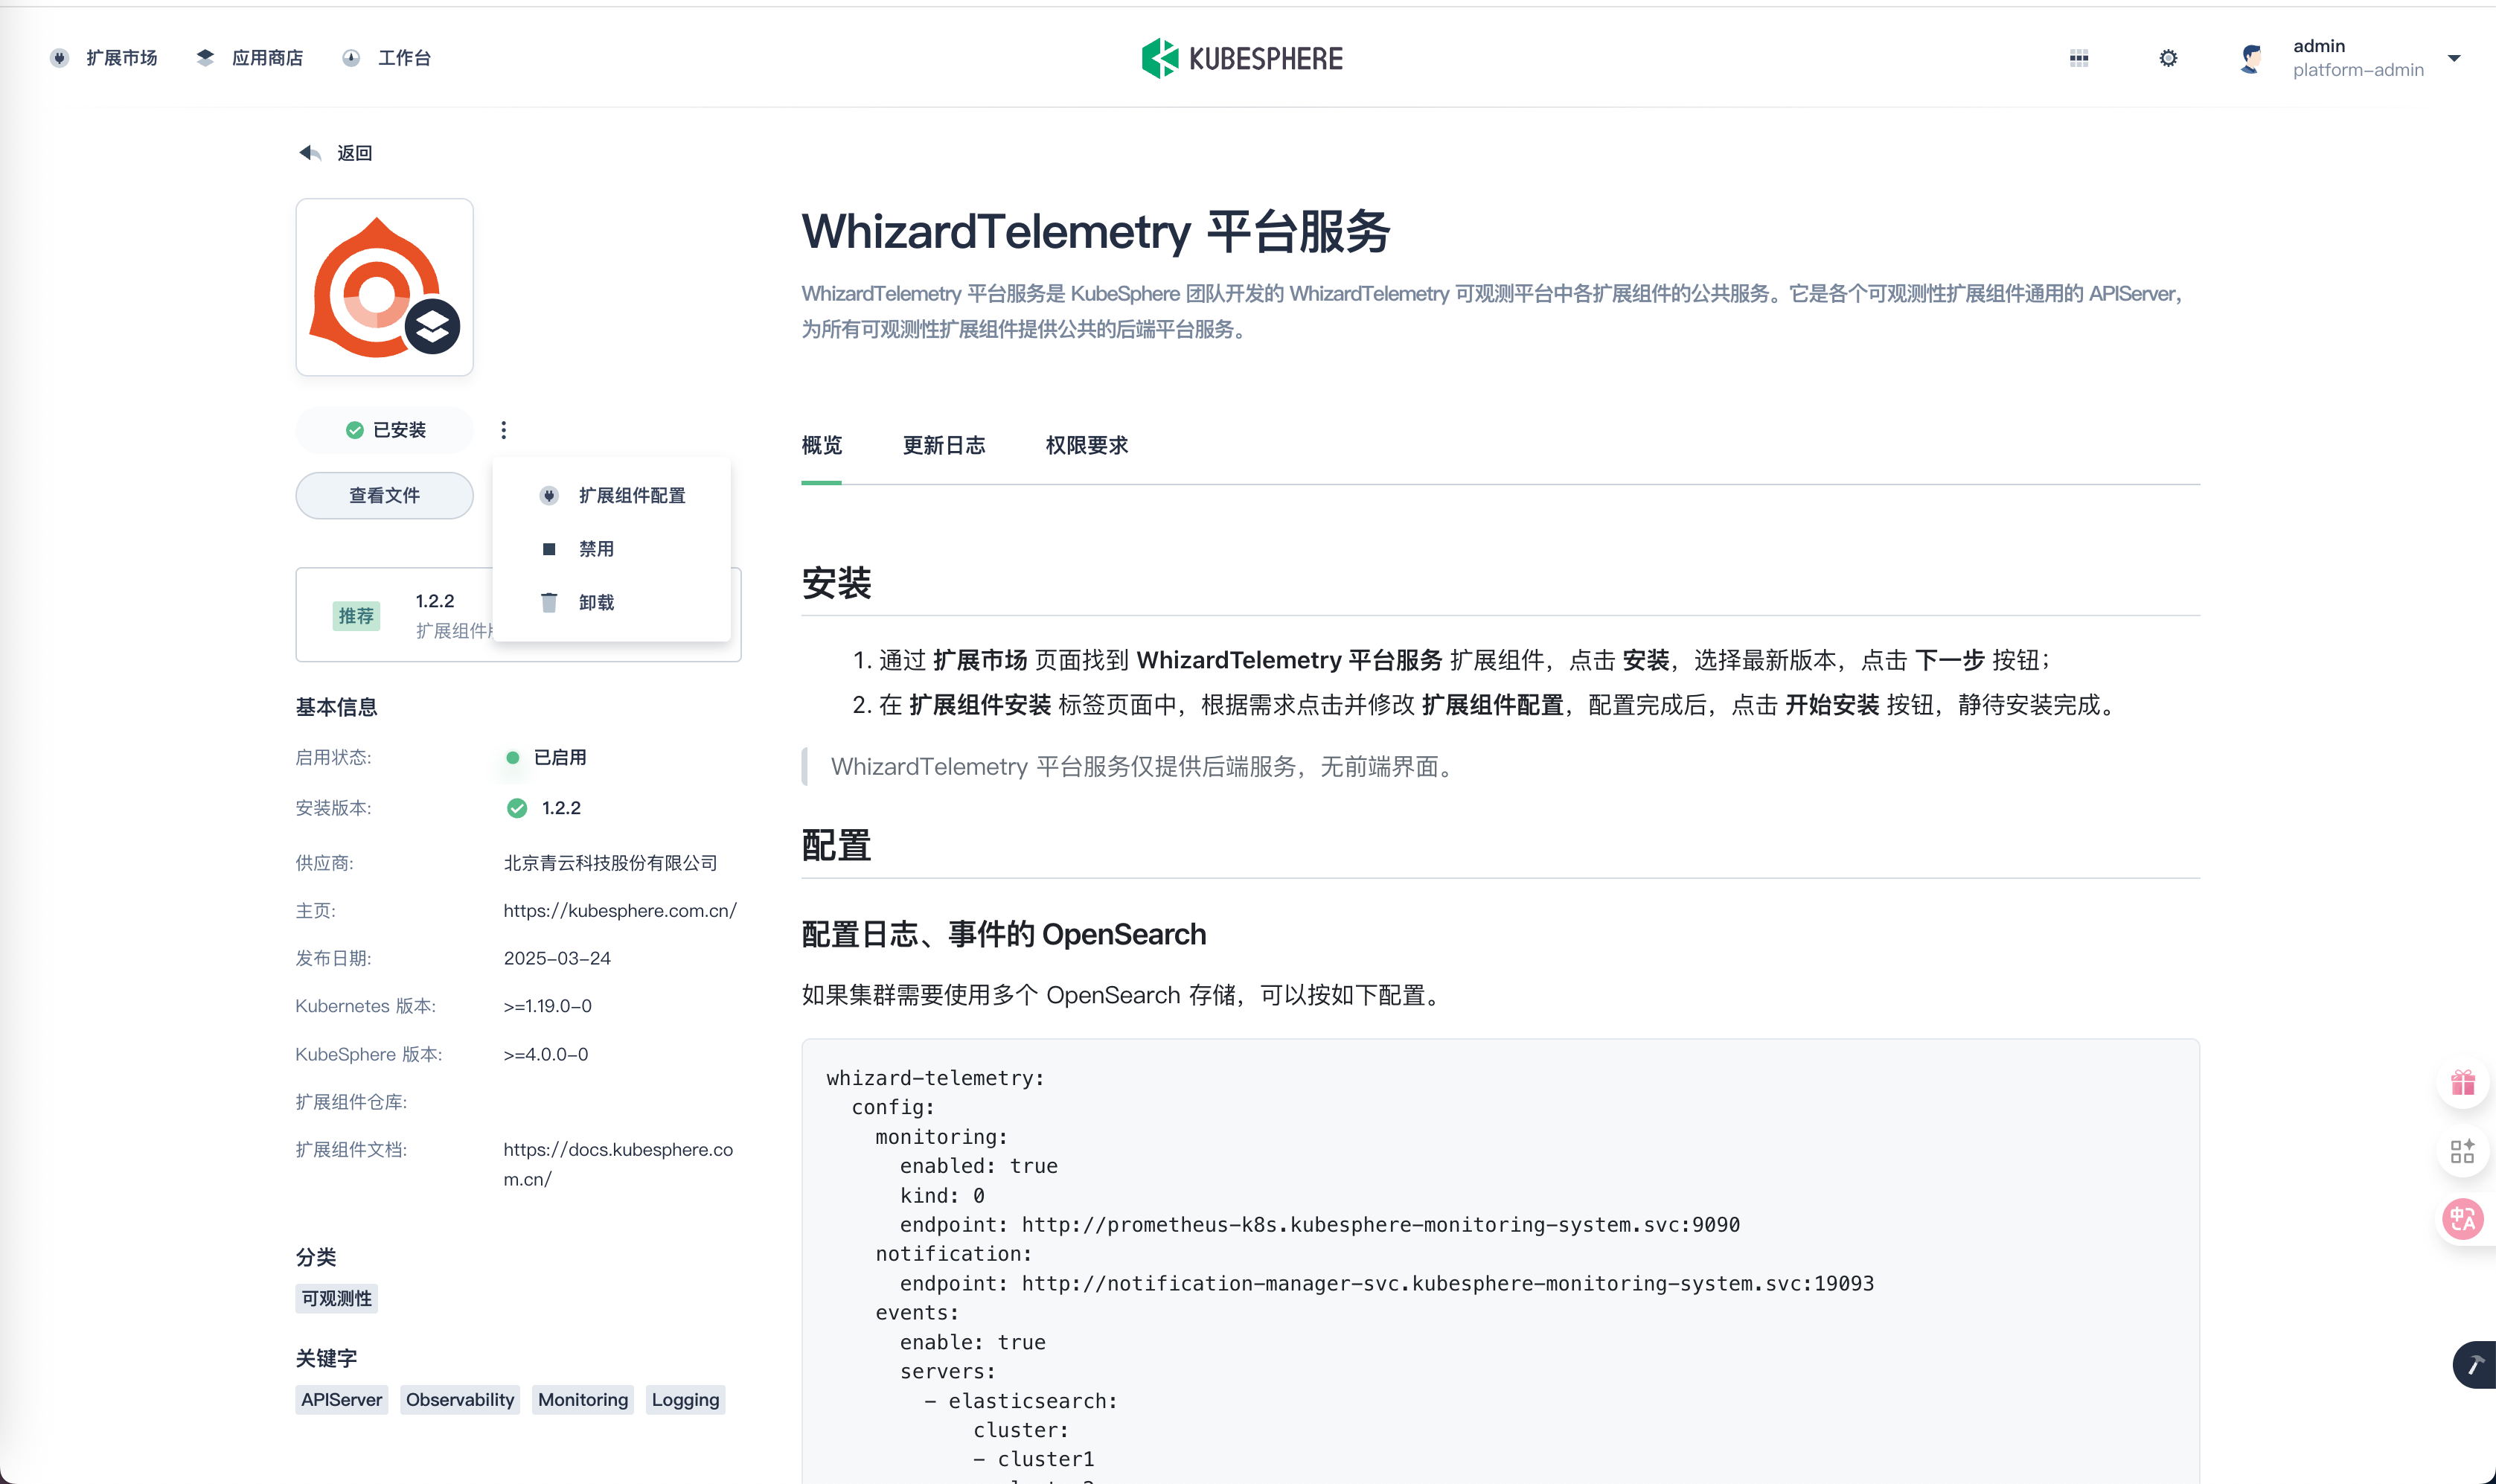 扩展市场 应用商店 工作台
KUBESPHERE
admin
platform-admin
返回
WhizardTelemetry 平台服务
WhizardTelemetry 平台服务是 KubeSphere 团队开发的 WhizardTelemetry 可观测平台中各扩展组件的公共服务。它是各个可观测性扩展组件通用的 APIServer，
为所有可观测性扩展组件提供公共的后端平台服务。
已安装
查看文件
扩展组件配置
禁用
卸载
推荐
1.2.2
扩展组件
基本信息
启用状态: 已启用
安装版本: 1.2.2
供应商: 北京青云科技股份有限公司
主页: https://kubesphere.com.cn/
发布日期: 2025-03-24
Kubernetes 版本: >=1.19.0-0
KubeSphere 版本: >=4.0.0-0
扩展组件仓库:
扩展组件文档: https://docs.kubesphere.co
m.cn/
分类
可观测性
关键字
APIServer Observability Monitoring Logging
概览 更新日志 权限要求
安装
1. 通过 扩展市场 页面找到 WhizardTelemetry 平台服务 扩展组件，点击 安装，选择最新版本，点击 下一步 按钮；
2. 在 扩展组件安装 标签页面中，根据需求点击并修改 扩展组件配置，配置完成后，点击 开始安装 按钮，静待安装完成。
WhizardTelemetry 平台服务仅提供后端服务，无前端界面。
配置
配置日志、事件的 OpenSearch
如果集群需要使用多个 OpenSearch 存储，可以按如下配置。
whizard-telemetry:
config:
monitoring:
enabled: true
kind: 0
endpoint: http://prometheus-k8s.kubesphere-monitoring-system.svc:9090
notification:
endpoint: http://notification-manager-svc.kubesphere-monitoring-system.svc:19093
events:
enable: true
servers:
- elasticsearch:
cluster:
- cluster1